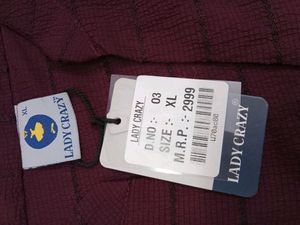 XL
LADY CRAZY
LADY CRAZY
D.NO :- 03
SIZE :- XL
M.R.P. :- 2999
LADY CRAZY®